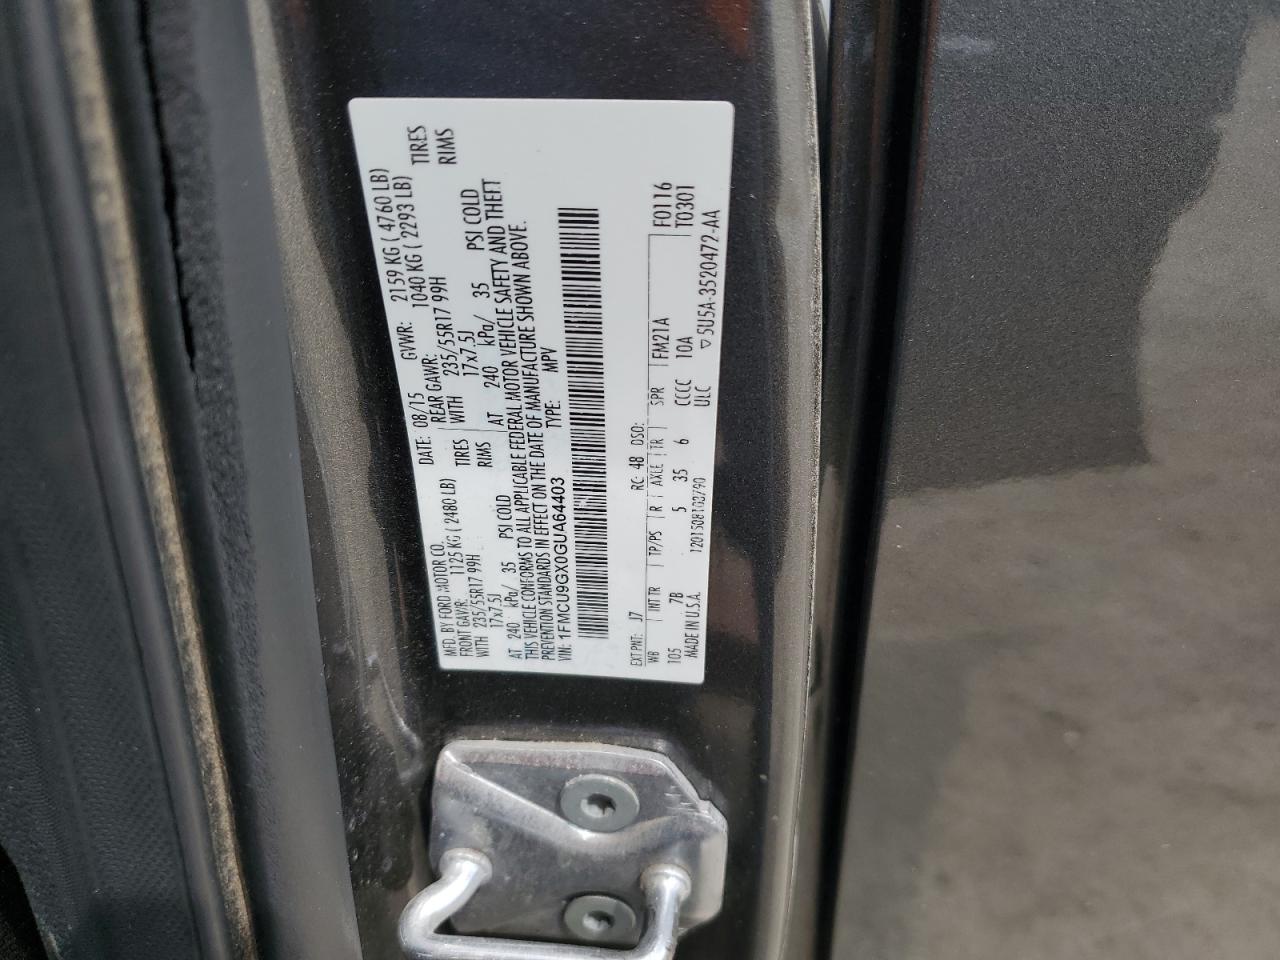 MFD. BY FORD MOTOR CO. DATE: 08/15 GVWR: 2159 KG ( 4760 LB)
FRONT GAWR: 1125 KG ( 2480 LB) REAR GAWR: 1040 KG ( 2293 LB)
WITH 235/55R17 99H TIRES WITH 235/55R17 99H TIRES
17x7.5J RIMS 17x7.5J RIMS
AT 240 kPa/ 35 PSI COLD AT 240 kPa/ 35 PSI COLD
THIS VEHICLE CONFORMS TO ALL APPLICABLE FEDERAL MOTOR VEHICLE SAFETY AND THEFT
PREVENTION STANDARDS IN EFFECT ON THE DATE OF MANUFACTURE SHOWN ABOVE.
VIN: 1FMCU9GX0GUA64403 TYPE: MPV
EXT PNT: J7 RC: 48 DSO: F0116
WB INT TR TP/PS R AXLE TR SPR FM21A T0301
105 7B 5 35 6 CCCC 10A
MADE IN U.S.A. ULC 5U5A-3520472-AA